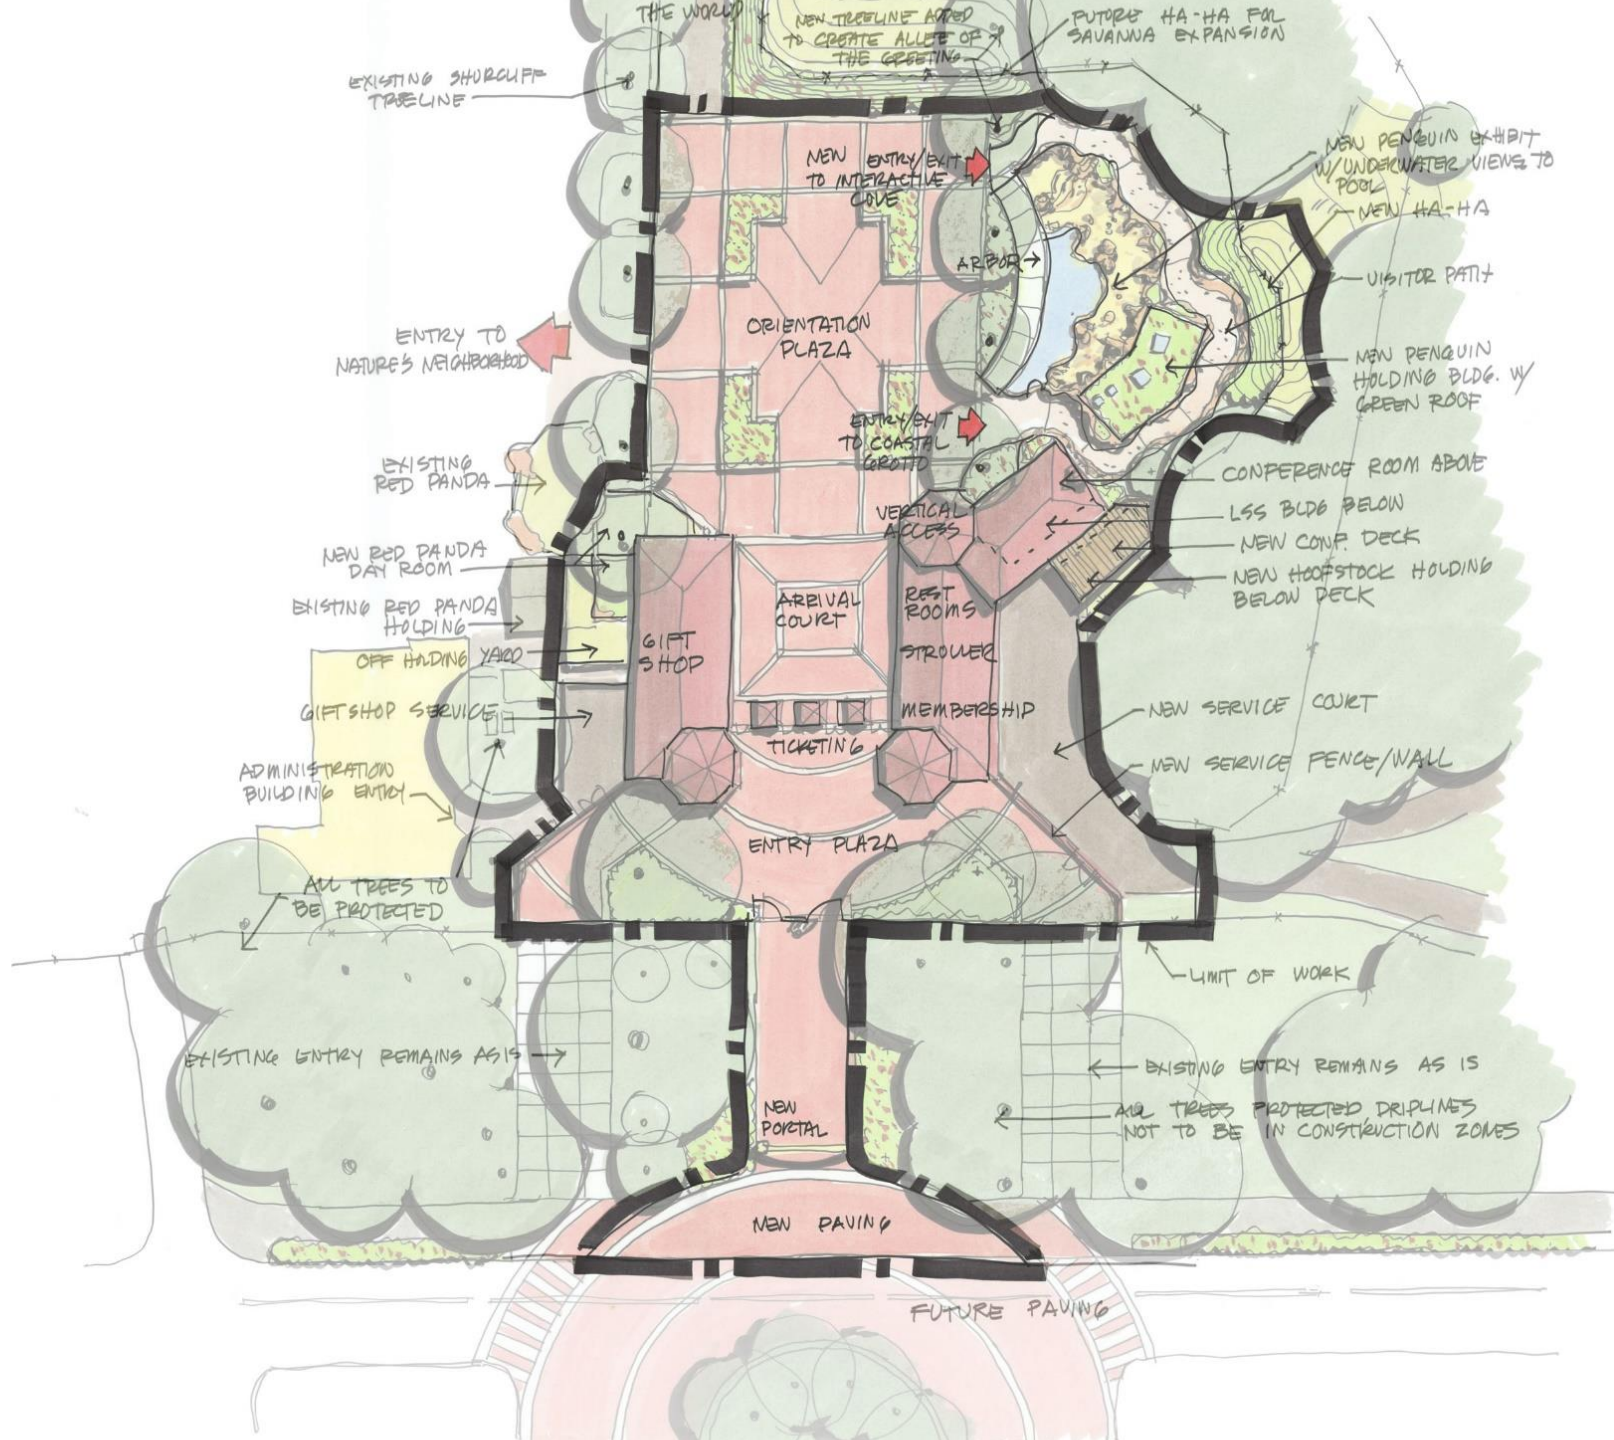 THE WORLD
NEW TREELINE ADDED
TO CREATE ALLEE OF
THE GREETING
FUTURE HA-HA FOR
SAVANNA EXPANSION
EXISTING SHURCLIFF
TREELINE
NEW ENTRY/EXIT
TO INTERACTIVE
COVE
NEW PENGUIN EXHIBIT
W/UNDERWATER VIEWS TO
POOL
NEW HA-HA
ARBOR
VISITOR PATH
ORIENTATION
PLAZA
ENTRY TO
NATURE'S NEIGHBORHOOD
NEW PENGUIN
HOLDING BLDG. W/
GREEN ROOF
ENTRY/EXIT
TO COASTAL
GROTTO
EXISTING
RED PANDA
CONFERENCE ROOM ABOVE
VERTICAL
ACCESS
LSS BLDG BELOW
NEW CONF. DECK
NEW RED PANDA
DAY ROOM
NEW HOOFSTOCK HOLDING
BELOW DECK
EXISTING RED PANDA
HOLDING
ARRIVAL
COURT
REST
ROOMS
OFF HOLDING YARD
GIFT
SHOP
STROLLER
GIFTSHOP SERVICE
MEMBERSHIP
NEW SERVICE COURT
TICKETING
NEW SERVICE FENCE/WALL
ADMINISTRATION
BUILDING ENTRY
ENTRY PLAZA
ALL TREES TO
BE PROTECTED
LIMIT OF WORK
EXISTING ENTRY REMAINS AS IS
EXISTING ENTRY REMAINS AS IS
NEW
PORTAL
ALL TREES PROTECTED, DRIPLINES
NOT TO BE IN CONSTRUCTION ZONES
NEW PAVING
FUTURE PAVING